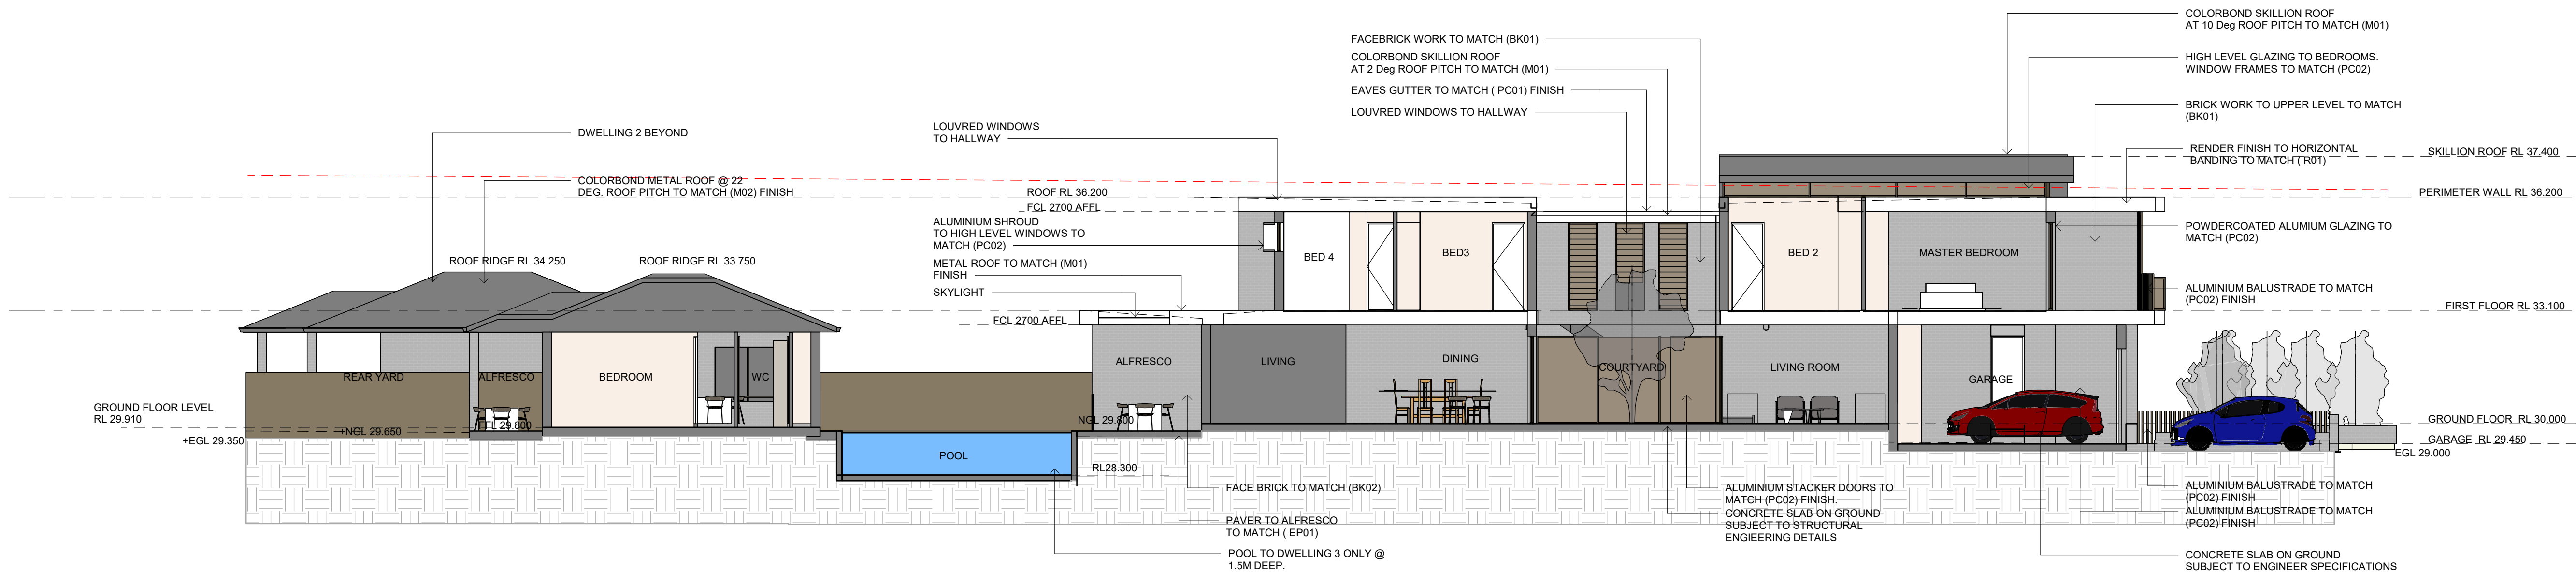 COLORBOND SKILLION ROOF
AT 10 Deg ROOF PITCH TO MATCH (M01)
FACEBRICK WORK TO MATCH (BK01)
COLORBOND SKILLION ROOF
AT 2 Deg ROOF PITCH TO MATCH (M01)
EAVES GUTTER TO MATCH ( PC01) FINISH
LOUVRED WINDOWS TO HALLWAY
HIGH LEVEL GLAZING TO BEDROOMS.
WINDOW FRAMES TO MATCH (PC02)
BRICK WORK TO UPPER LEVEL TO MATCH
(BK01)
DWELLING 2 BEYOND
LOUVRED WINDOWS
TO HALLWAY
RENDER FINISH TO HORIZONTAL
BANDING TO MATCH ( R01)
SKILLION ROOF RL 37.400
COLORBOND METAL ROOF @ 22
DEG. ROOF PITCH TO MATCH (M02) FINISH
ROOF RL 36.200
PERIMETER WALL RL 36.200
FCL 2700 AFFL
ALUMINIUM SHROUD
TO HIGH LEVEL WINDOWS TO
MATCH (PC02)
POWDERCOATED ALUMIUM GLAZING TO
MATCH (PC02)
BED 4
BED3
BED 2
MASTER BEDROOM
ROOF RIDGE RL 34.250
ROOF RIDGE RL 33.750
METAL ROOF TO MATCH (M01)
FINISH
SKYLIGHT
ALUMINIUM BALUSTRADE TO MATCH
(PC02) FINISH
FIRST FLOOR RL 33.100
FCL 2700 AFFL
REAR YARD
ALFRESCO
BEDROOM
WC
ALFRESCO
LIVING
DINING
COURTYARD
LIVING ROOM
GARAGE
GROUND FLOOR LEVEL
RL 29.910
+EGL 29.350
+NGL 29.650
FFL 29.800
NGL 29.800
GROUND FLOOR  RL 30.000
GARAGE  RL 29.450
EGL 29.000
POOL
RL28.300
FACE BRICK TO MATCH (BK02)
PAVER TO ALFRESCO
TO MATCH ( EP01)
POOL TO DWELLING 3 ONLY @
1.5M DEEP.
ALUMINIUM STACKER DOORS TO
MATCH (PC02) FINISH.
CONCRETE SLAB ON GROUND
SUBJECT TO STRUCTURAL
ENGIEERING DETAILS
ALUMINIUM BALUSTRADE TO MATCH
(PC02) FINISH
ALUMINIUM BALUSTRADE TO MATCH
(PC02) FINISH
CONCRETE SLAB ON GROUND
SUBJECT TO ENGINEER SPECIFICATIONS